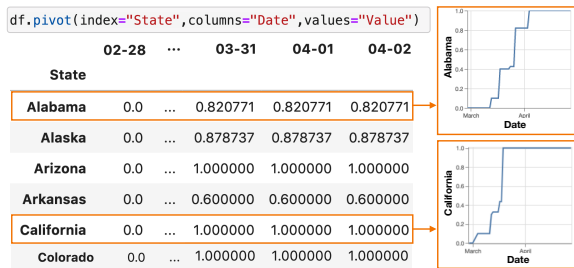 df.pivot(index="State",columns="Date",values="Value")
02-28 ... 03-31 04-01 04-02
State
Alabama 0.0 ... 0.820771 0.820771 0.820771
Alaska 0.0 ... 0.878737 0.878737 0.878737
Arizona 0.0 ... 1.000000 1.000000 1.000000
Arkansas 0.0 ... 0.600000 0.600000 0.600000
California 0.0 ... 1.000000 1.000000 1.000000
Colorado 0.0 ... 1.000000 1.000000 1.000000
Alabama
1.0
0.8
0.6
0.4
0.2
0.0
March April
Date
California
1.0
0.8
0.6
0.4
0.2
0.0
March April
Date